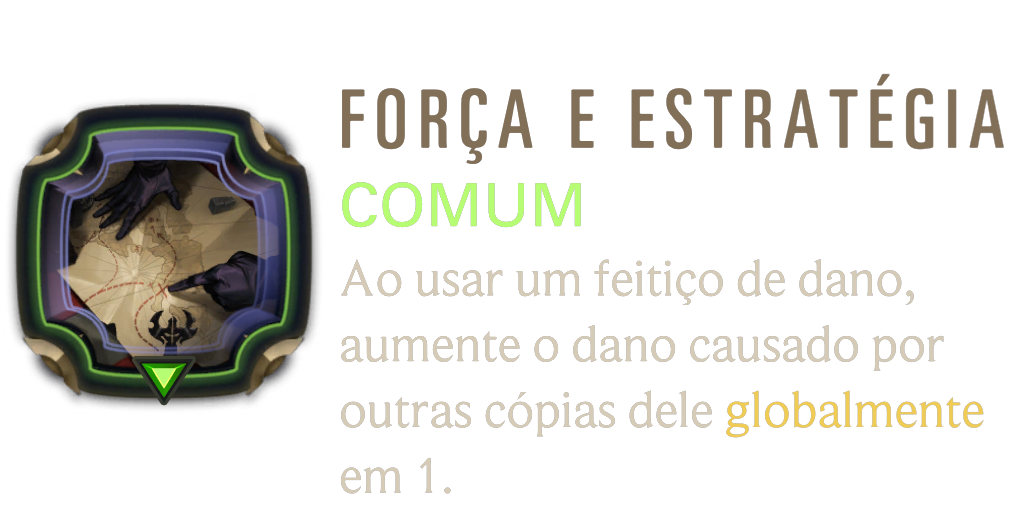 FORÇA E ESTRATÉGIA
COMUM
Ao usar um feitiço de dano,
aumente o dano causado por
outras cópias dele globalmente
em 1.